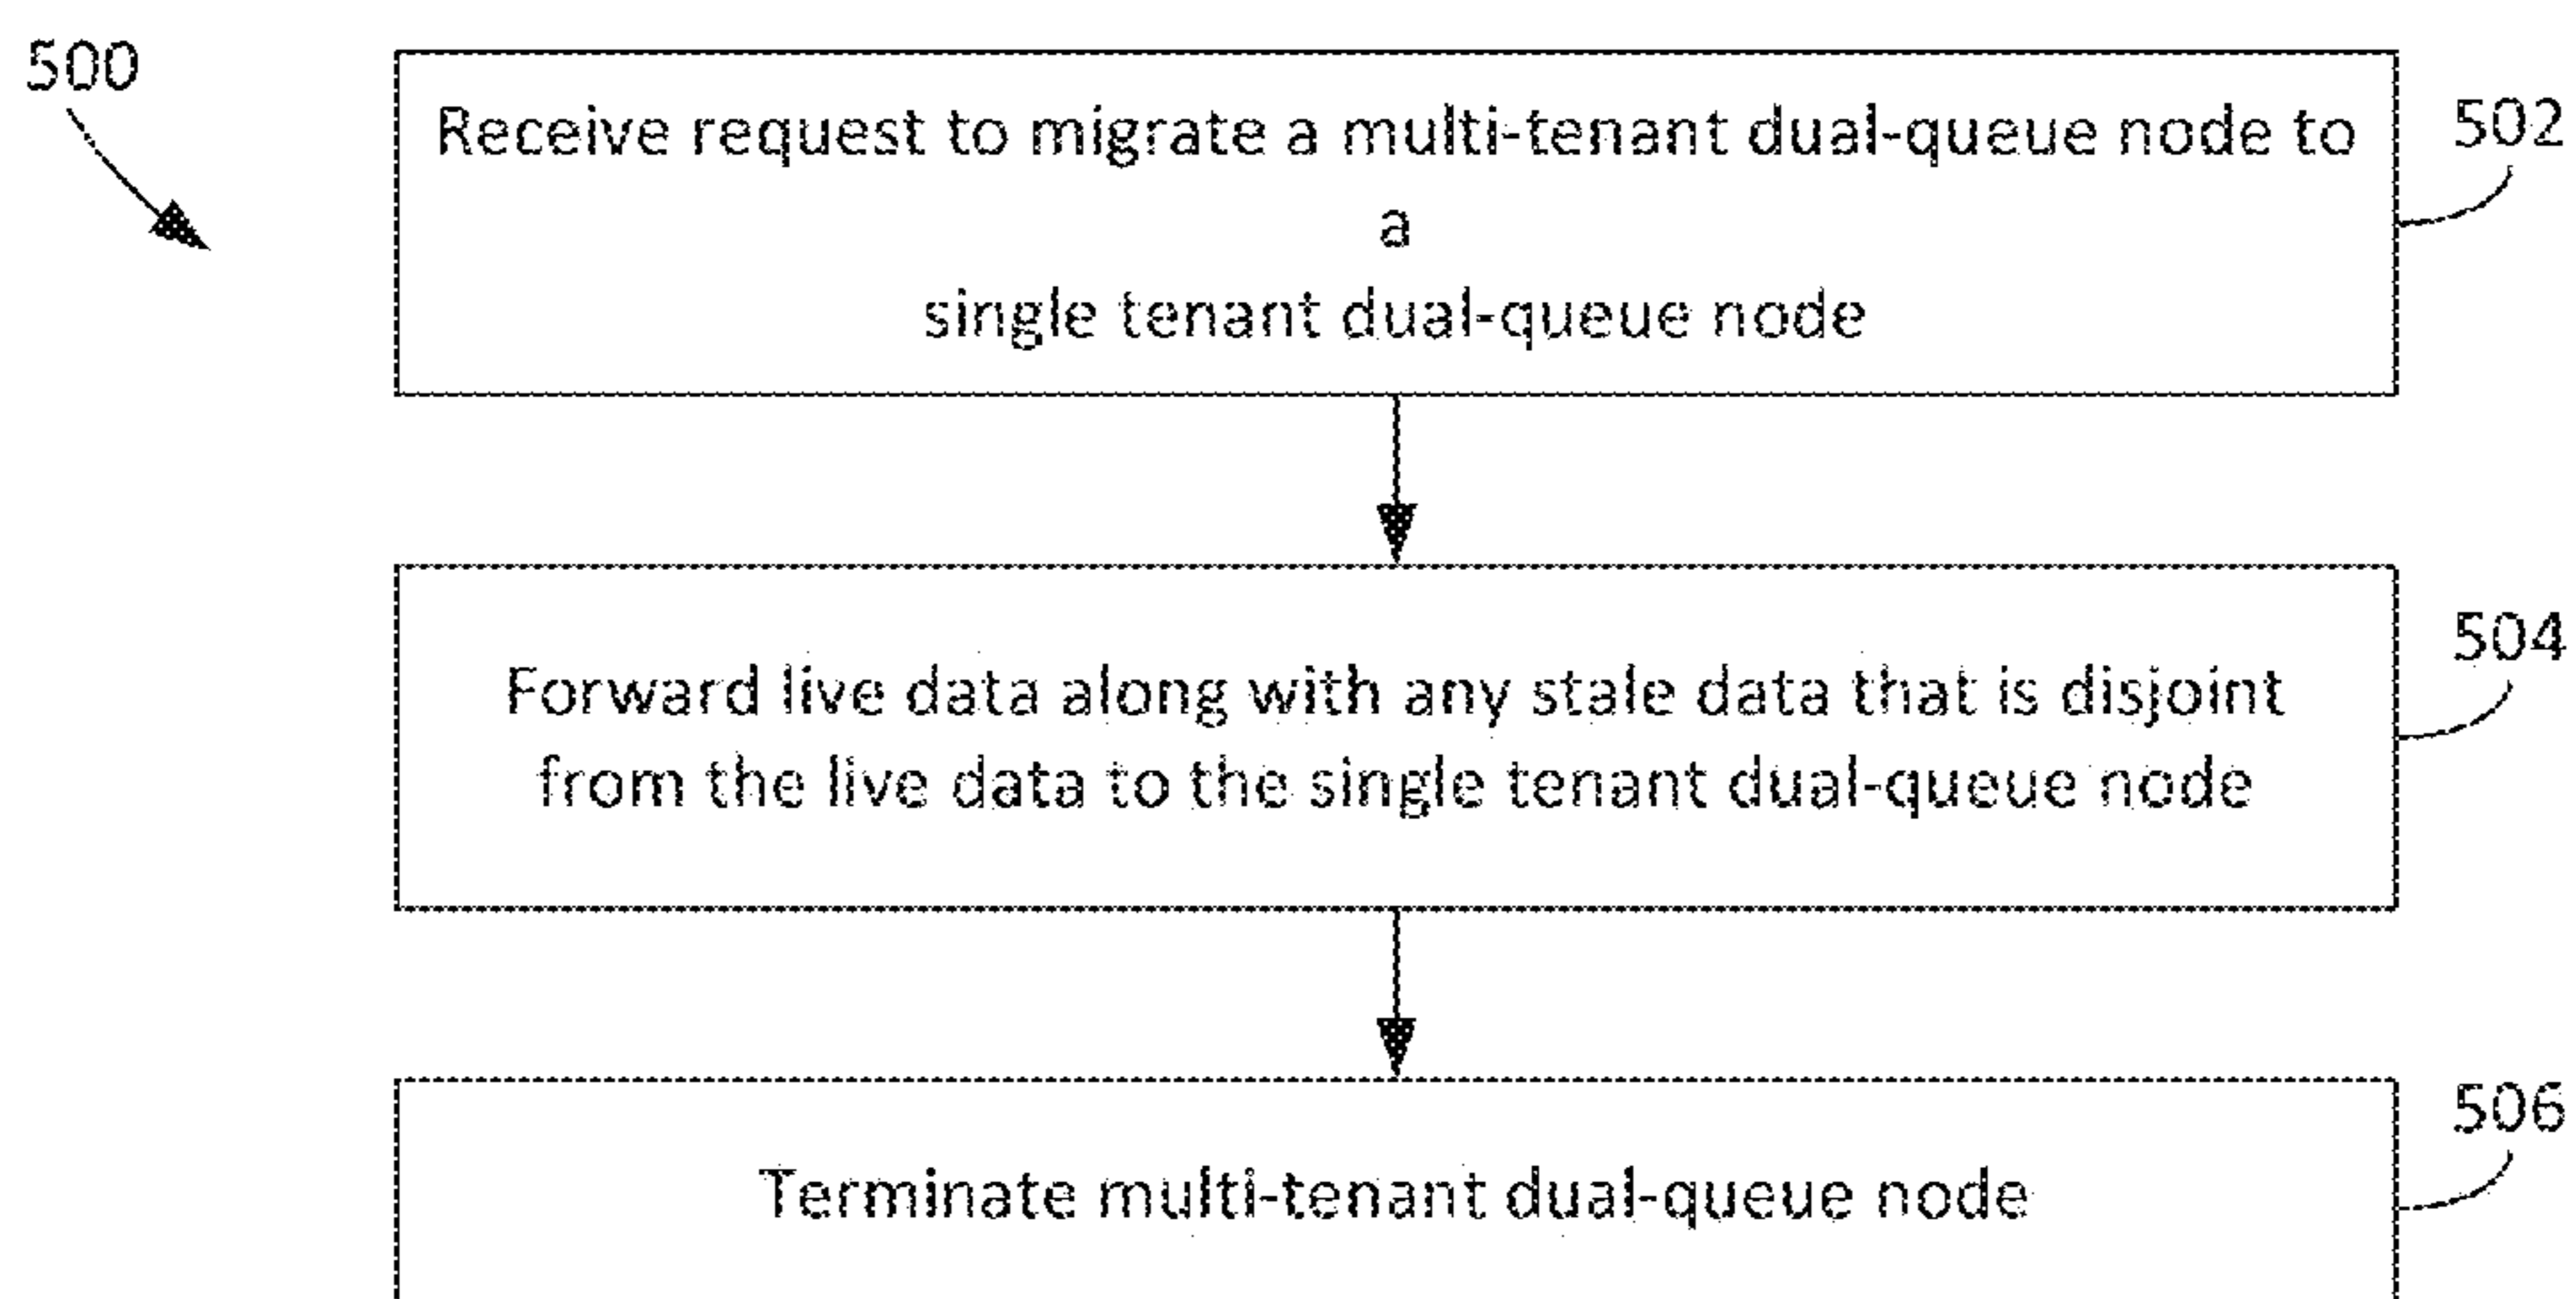 500
Receive request to migrate a multi-tenant dual-queue node to
a
single tenant dual-queue node
502
Forward live data along with any stale data that is disjoint
from the live data to the single tenant dual-queue node
504
Terminate multi-tenant dual-queue node
506